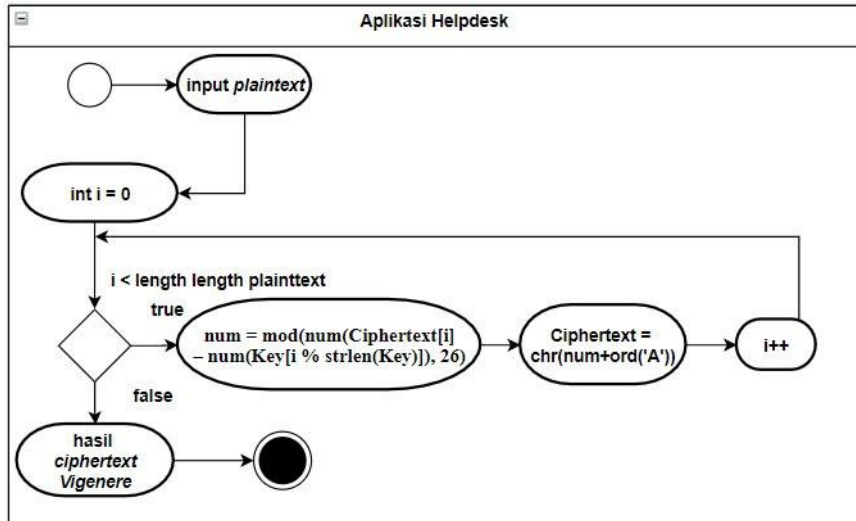 Aplikasi Helpdesk
input plaintext
int i = 0
i < length length plainttext
true
num = mod(num(Ciphertext[i]
– num(Key[i % strlen(Key)]), 26)
Ciphertext =
chr(num+ord('A'))
i++
false
hasil
ciphertext
Vigenere